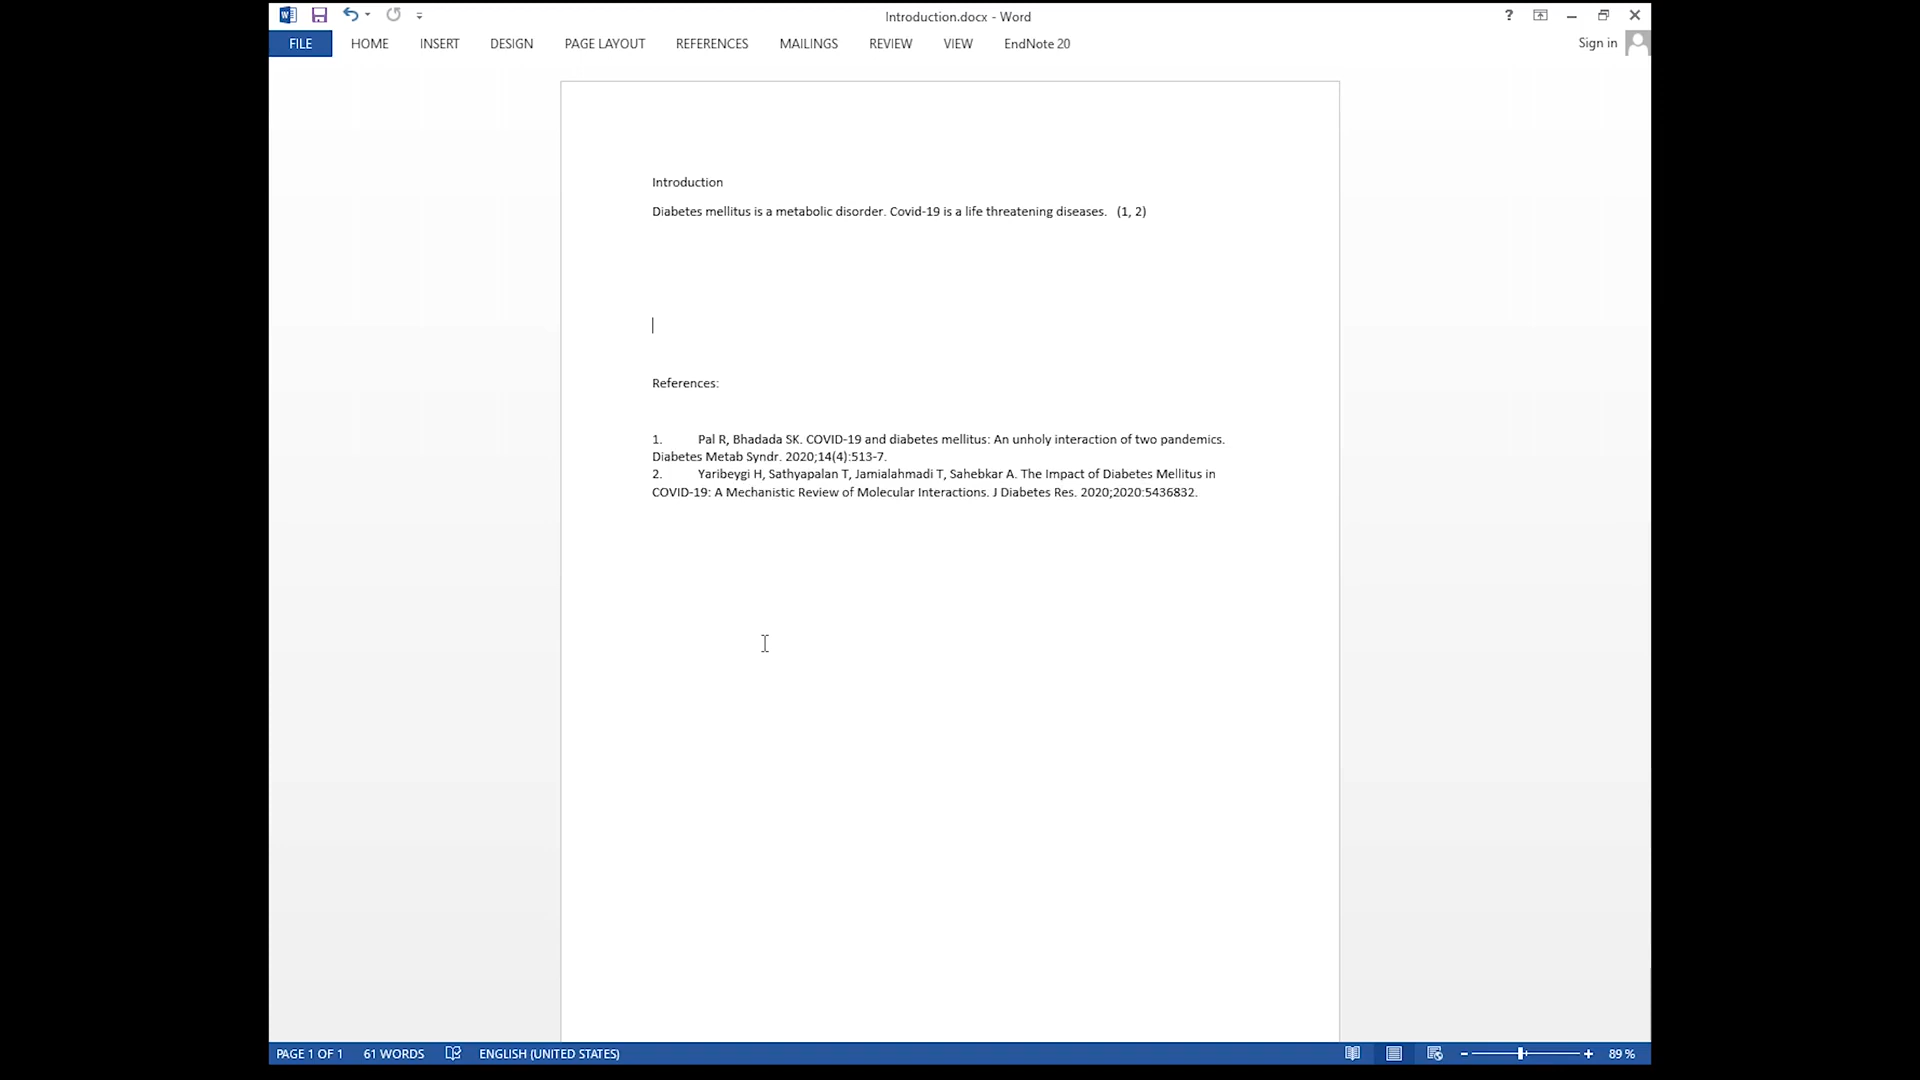 Introduction.docx - Word
?
FILE HOME INSERT DESIGN PAGE LAYOUT REFERENCES MAILINGS REVIEW VIEW EndNote 20 Sign in
Introduction
Diabetes mellitus is a metabolic disorder. Covid-19 is a life threatening diseases. (1, 2)
References:
1. Pal R, Bhadada SK. COVID-19 and diabetes mellitus: An unholy interaction of two pandemics.
Diabetes Metab Syndr. 2020;14(4):513-7.
2. Yaribeygi H, Sathyapalan T, Jamialahmadi T, Sahebkar A. The Impact of Diabetes Mellitus in
COVID-19: A Mechanistic Review of Molecular Interactions. J Diabetes Res. 2020;2020:5436832.
PAGE 1 OF 1 61 WORDS ENGLISH (UNITED STATES) 89 %